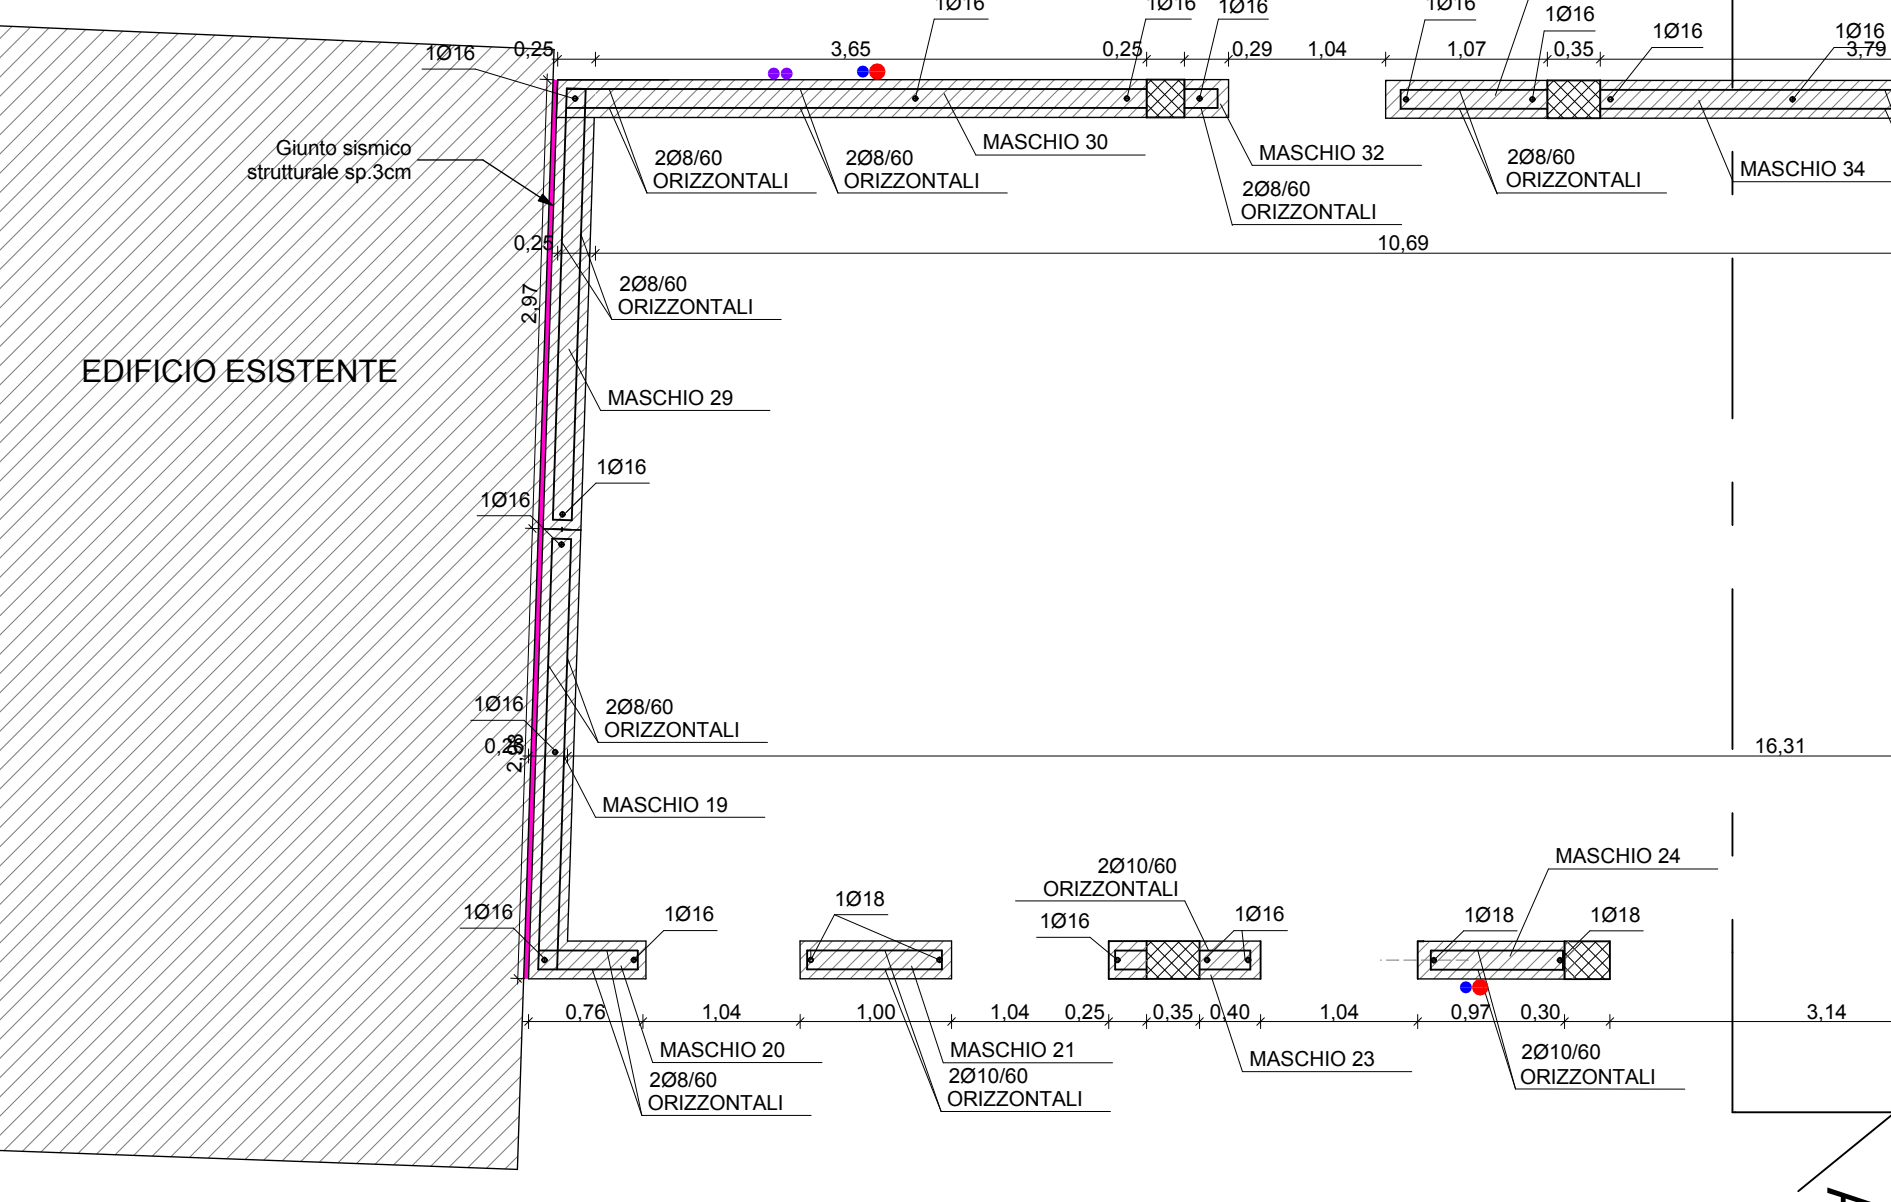 1Ø16
1Ø16
1Ø16
1Ø16
1Ø16
1Ø16
1Ø16
1Ø16
0,25
3,65
0,25
0,29
1,04
1,07
0,35
3,79
Giunto sismico
strutturale sp.3cm
MASCHIO 30
MASCHIO 32
MASCHIO 34
2Ø8/60
ORIZZONTALI
2Ø8/60
ORIZZONTALI
2Ø8/60
ORIZZONTALI
2Ø8/60
ORIZZONTALI
0,25
10,69
2,97
2Ø8/60
ORIZZONTALI
EDIFICIO ESISTENTE
MASCHIO 29
1Ø16
1Ø16
1Ø16
2Ø8/60
ORIZZONTALI
16,31
MASCHIO 19
2Ø10/60
ORIZZONTALI
MASCHIO 24
1Ø16
1Ø16
1Ø18
1Ø16
1Ø16
1Ø18
1Ø18
0,76
1,04
1,00
1,04
0,25
0,35
0,40
1,04
0,97
0,30
3,14
MASCHIO 20
MASCHIO 21
MASCHIO 23
2Ø8/60
ORIZZONTALI
2Ø10/60
ORIZZONTALI
2Ø10/60
ORIZZONTALI